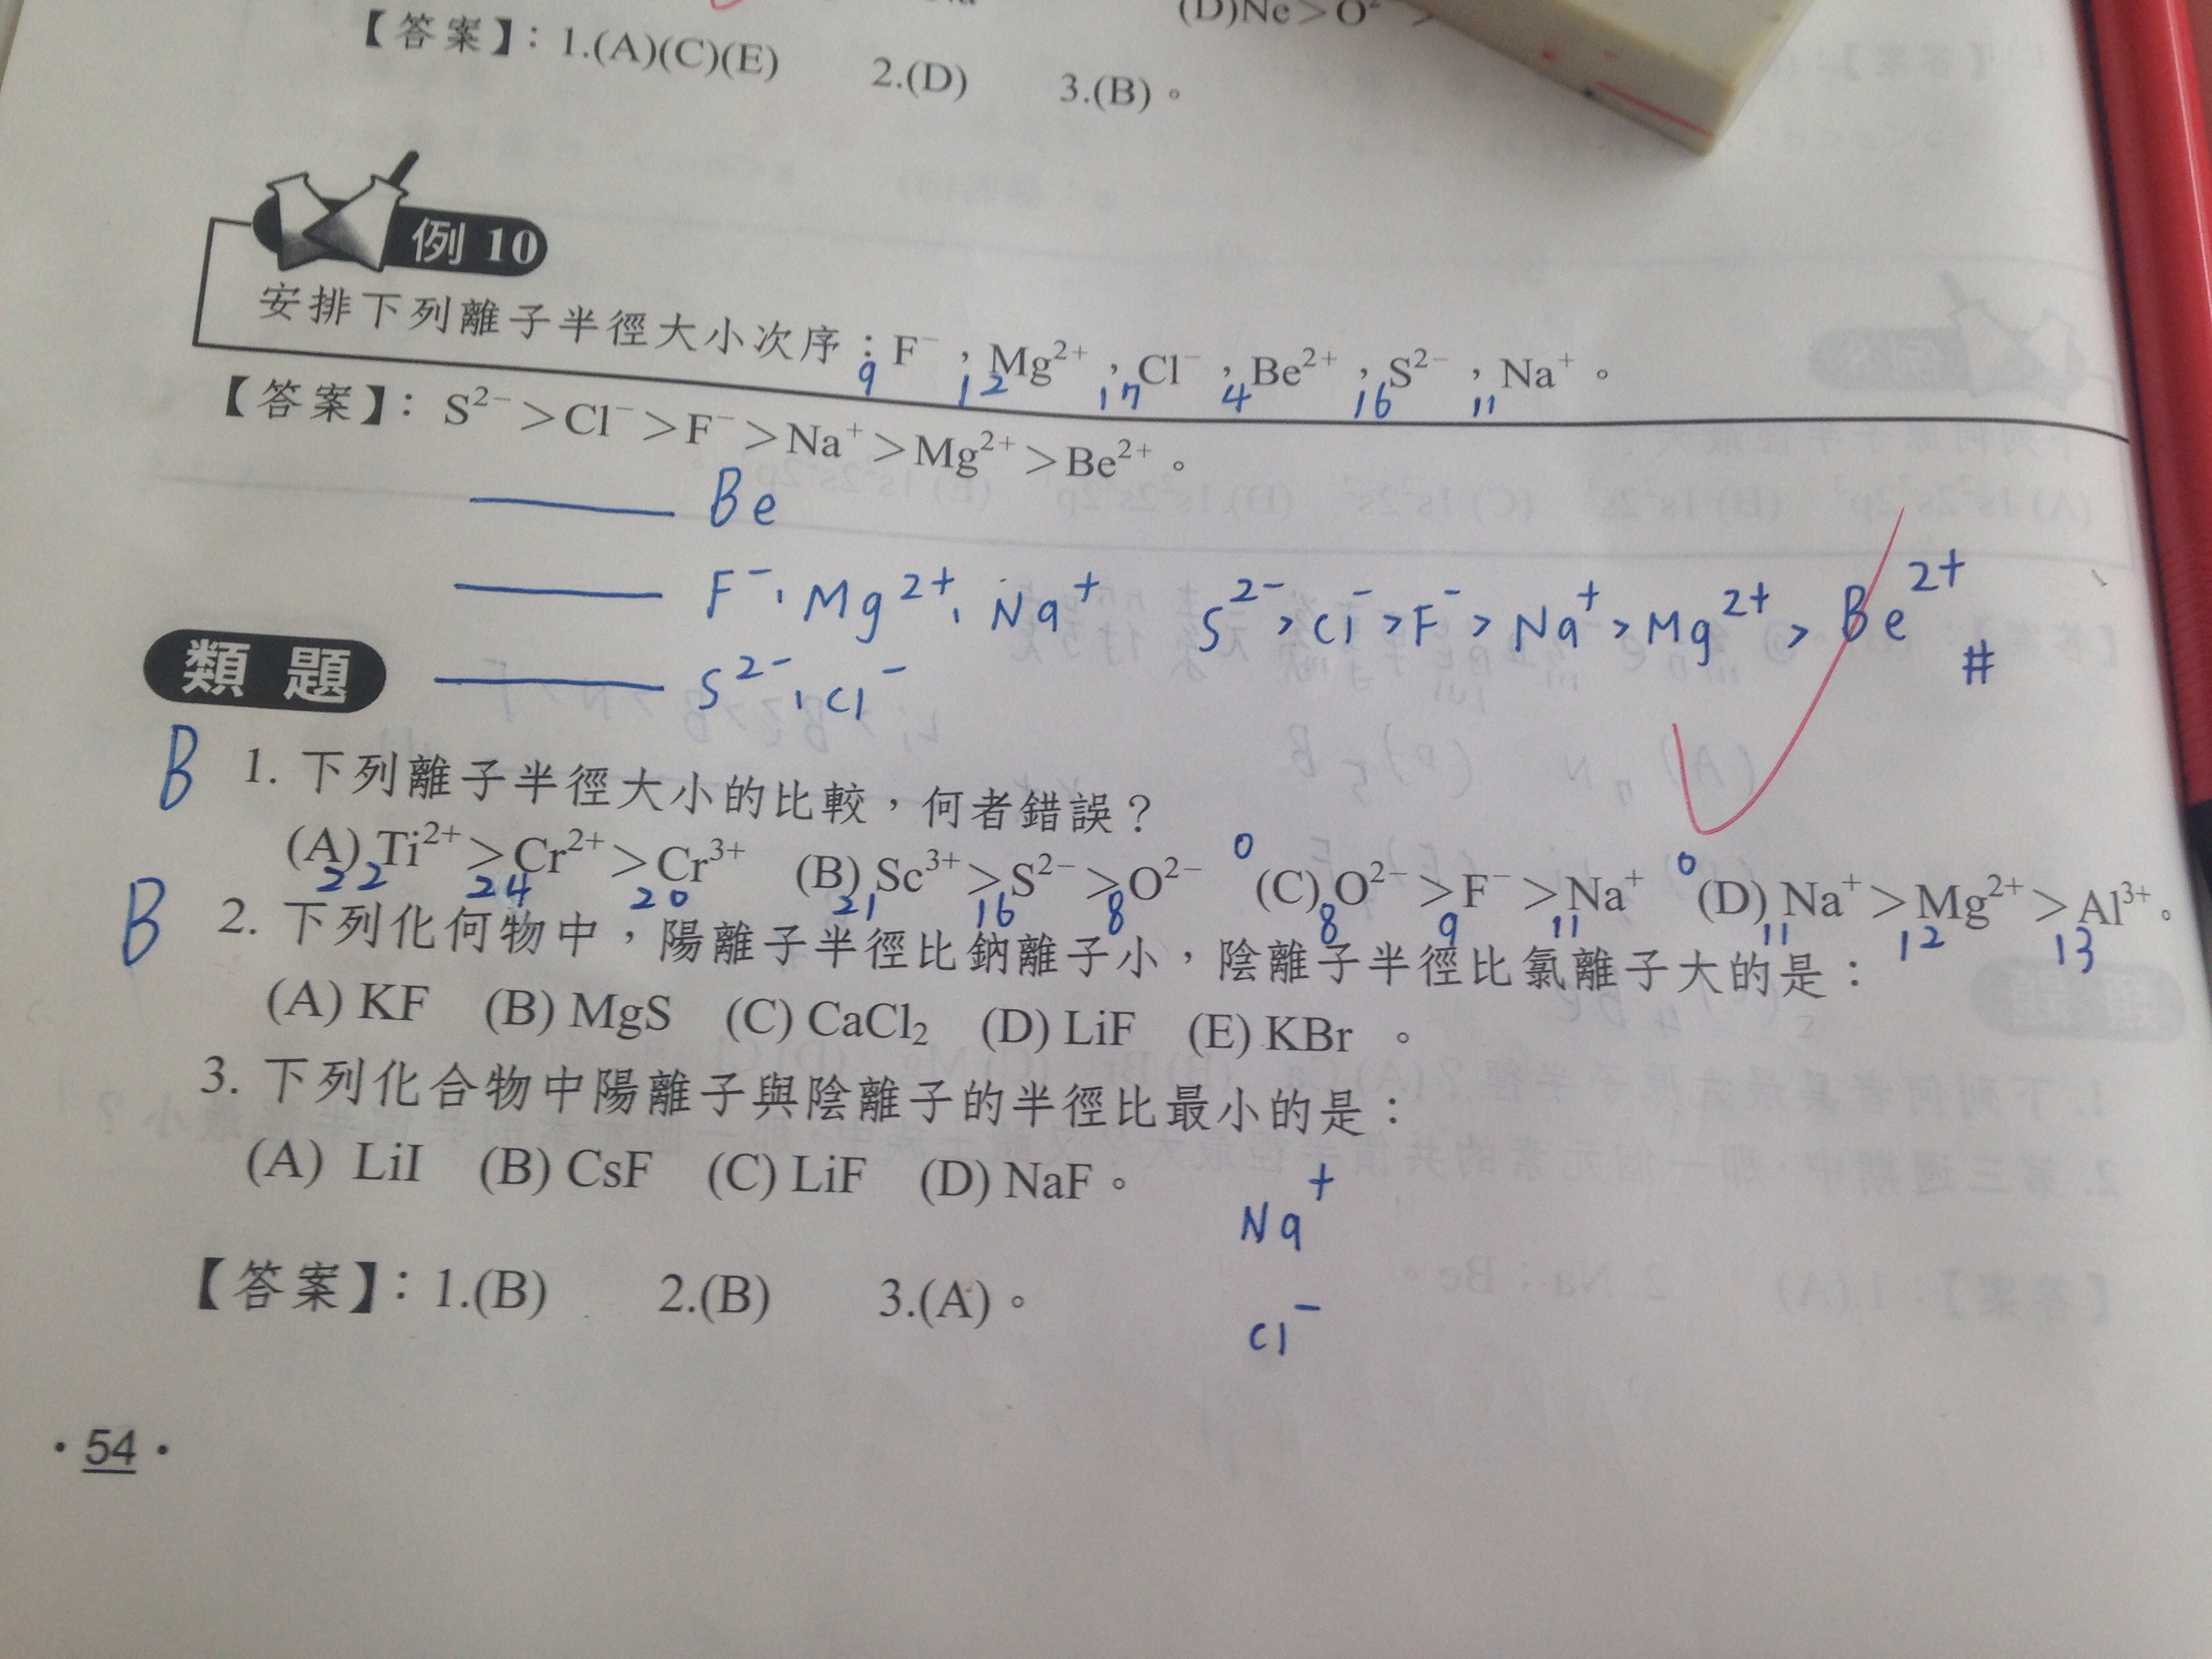 (D)Ne>O²⁻>
【答案】：1.(A)(C)(E) 2.(D) 3.(B)。
例 10
安排下列離子半徑大小次序：F⁻，Mg²⁺，Cl⁻，Be²⁺，S²⁻，Na⁺。
9 12 17 4 16 11
【答案】：S²⁻>Cl⁻>F⁻>Na⁺>Mg²⁺>Be²⁺。
Be
F⁻、Mg²⁺、Na⁺ S²⁻>Cl⁻>F⁻>Na⁺>Mg²⁺>Be²⁺ #
S²⁻、Cl⁻
類題
B 1. 下列離子半徑大小的比較，何者錯誤？
(A) Ti²⁺>Cr²⁺>Cr³⁺ (B) Sc³⁺>S²⁻>O²⁻ 0 (C) O²⁻>F⁻>Na⁺ 0 (D) Na⁺>Mg²⁺>Al³⁺。
22 24 20 21 16 8 8 9 11 11 12 13
B 2. 下列化何物中，陽離子半徑比鈉離子小，陰離子半徑比氯離子大的是：
(A) KF (B) MgS (C) CaCl₂ (D) LiF (E) KBr 。
3. 下列化合物中陽離子與陰離子的半徑比最小的是：
(A) LiI (B) CsF (C) LiF (D) NaF。
Na⁺
【答案】：1.(B) 2.(B) 3.(A)。
Cl⁻
·54·